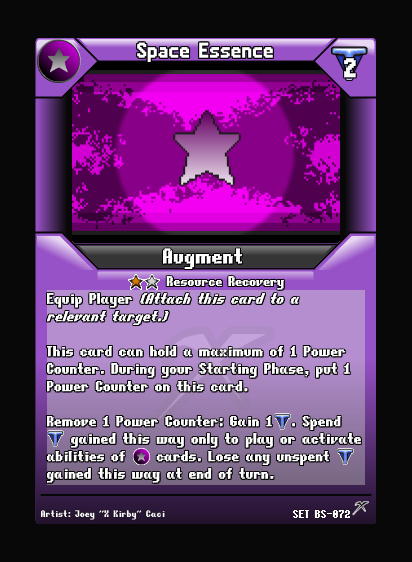 Space Essence
2
Augment
Resource Recovery
Equip Player (Attach this card to a
relevant target.)
This card can hold a maximum of 1 Power
Counter. During your Starting Phase, put 1
Power Counter on this card.
Remove 1 Power Counter: Gain 1. Spend
gained this way only to play or activate
abilities of cards. Lose any unspent
gained this way at end of turn.
Artist: Joey "X Kirby" Caci
SET BS-072